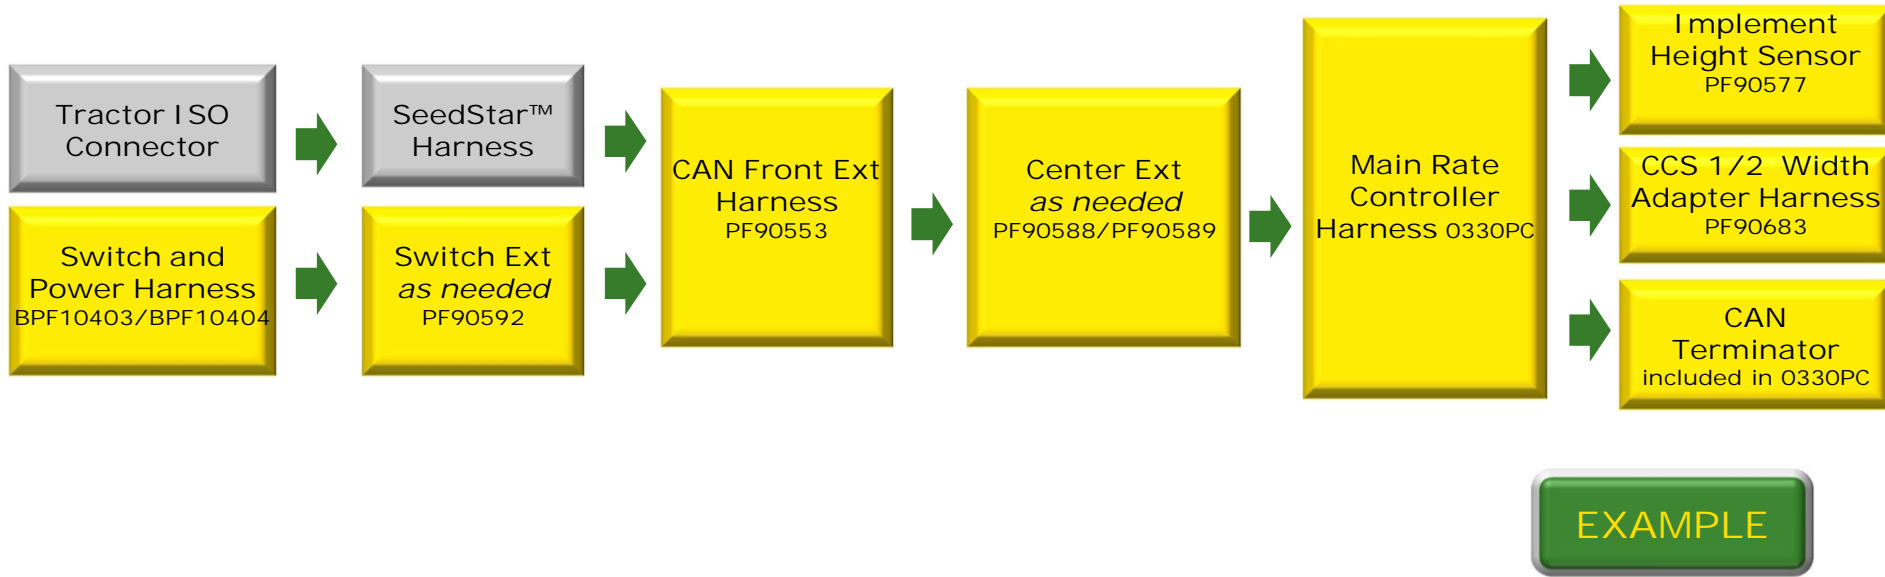 Tractor ISO
Connector
SeedStar™
Harness
Switch and
Power Harness
BPF10403/BPF10404
Switch Ext
as needed
PF90592
CAN Front Ext
Harness
PF90553
Center Ext
as needed
PF90588/PF90589
Main Rate
Controller
Harness 0330PC
Implement
Height Sensor
PF90577
CCS 1/2 Width
Adapter Harness
PF90683
CAN
Terminator
included in 0330PC
EXAMPLE